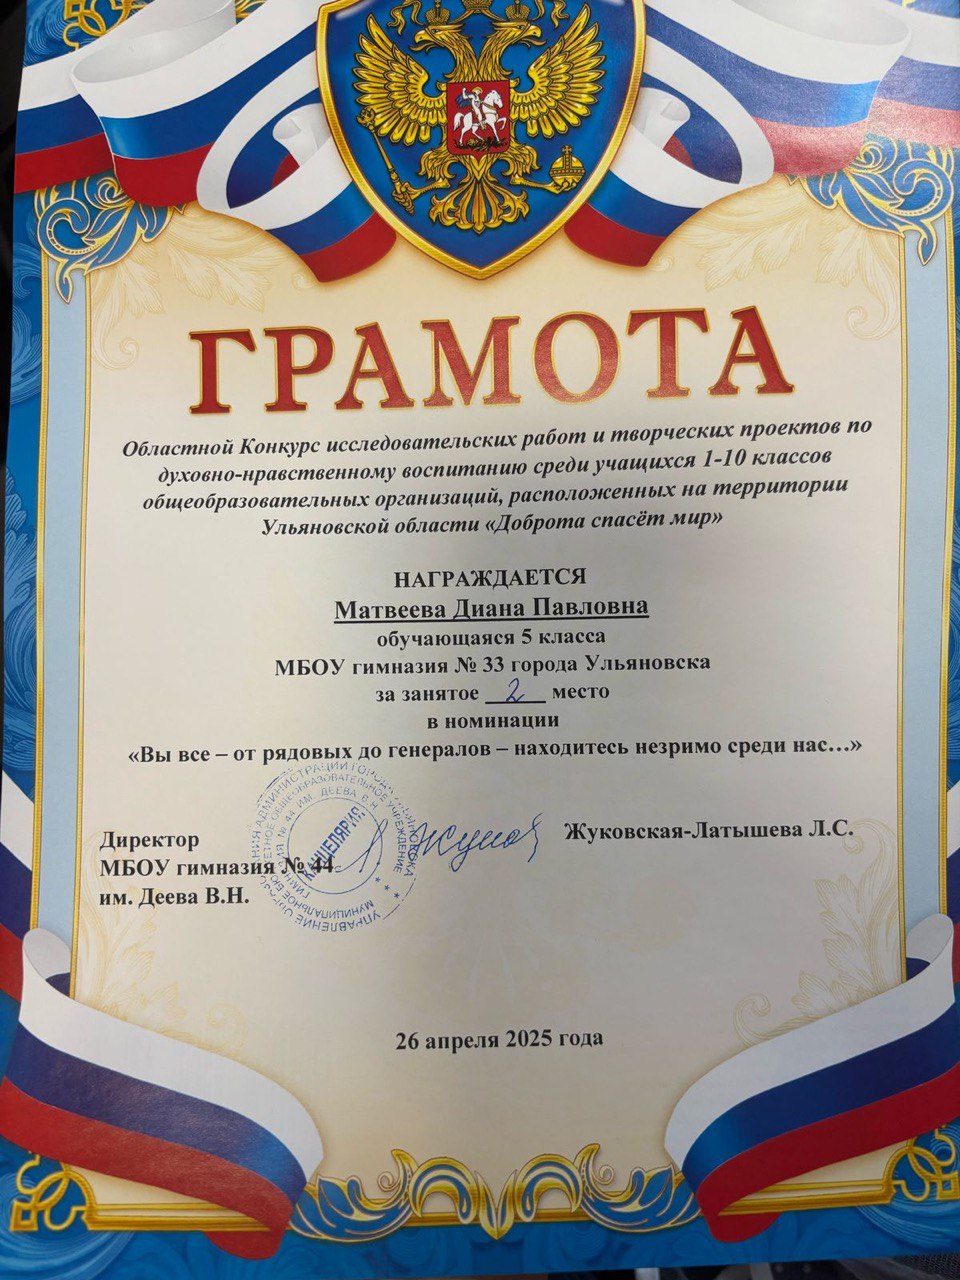 ГРАМОТА
Областной Конкурс исследовательских работ и творческих проектов по
духовно-нравственному воспитанию среди учащихся 1-10 классов
общеобразовательных организаций, расположенных на территории
Ульяновской области «Доброта спасёт мир»
НАГРАЖДАЕТСЯ
Матвеева Диана Павловна
обучающаяся 5 класса
МБОУ гимназия № 33 города Ульяновска
за занятое 2 место
в номинации
«Вы все – от рядовых до генералов – находитесь незримо среди нас…»
Директор
МБОУ гимназия № 44
им. Деева В.Н.
КАНЦЕЛЯРИЯ
Жуковская-Латышева Л.С.
26 апреля 2025 года